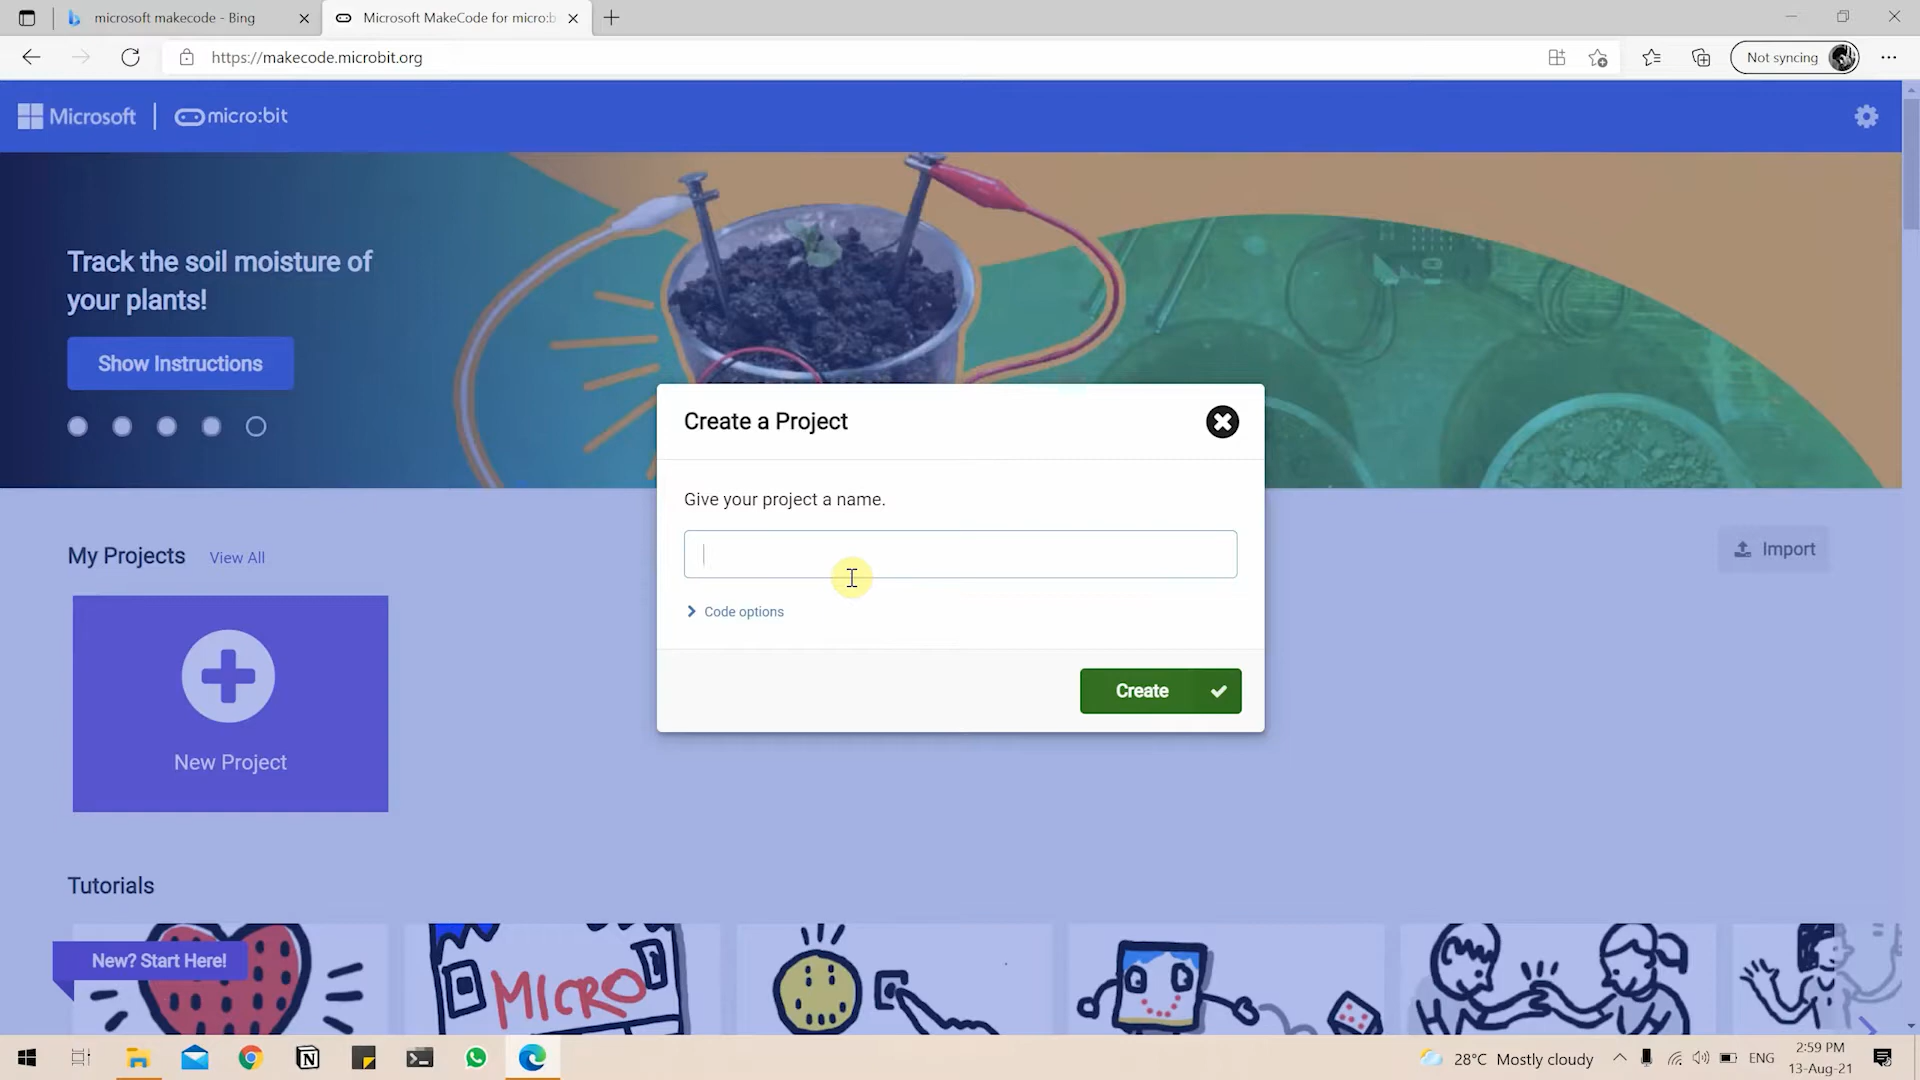 microsoft makecode - Bing
Microsoft MakeCode for micro:b
https://makecode.microbit.org
Not syncing
Microsoft
micro:bit
Track the soil moisture of
your plants!
Show Instructions
Create a Project
Give your project a name.
Code options
Create
My Projects
View All
Import
New Project
Tutorials
New? Start Here!
MICRO
28°C Mostly cloudy
ENG
2:59 PM
13-Aug-21